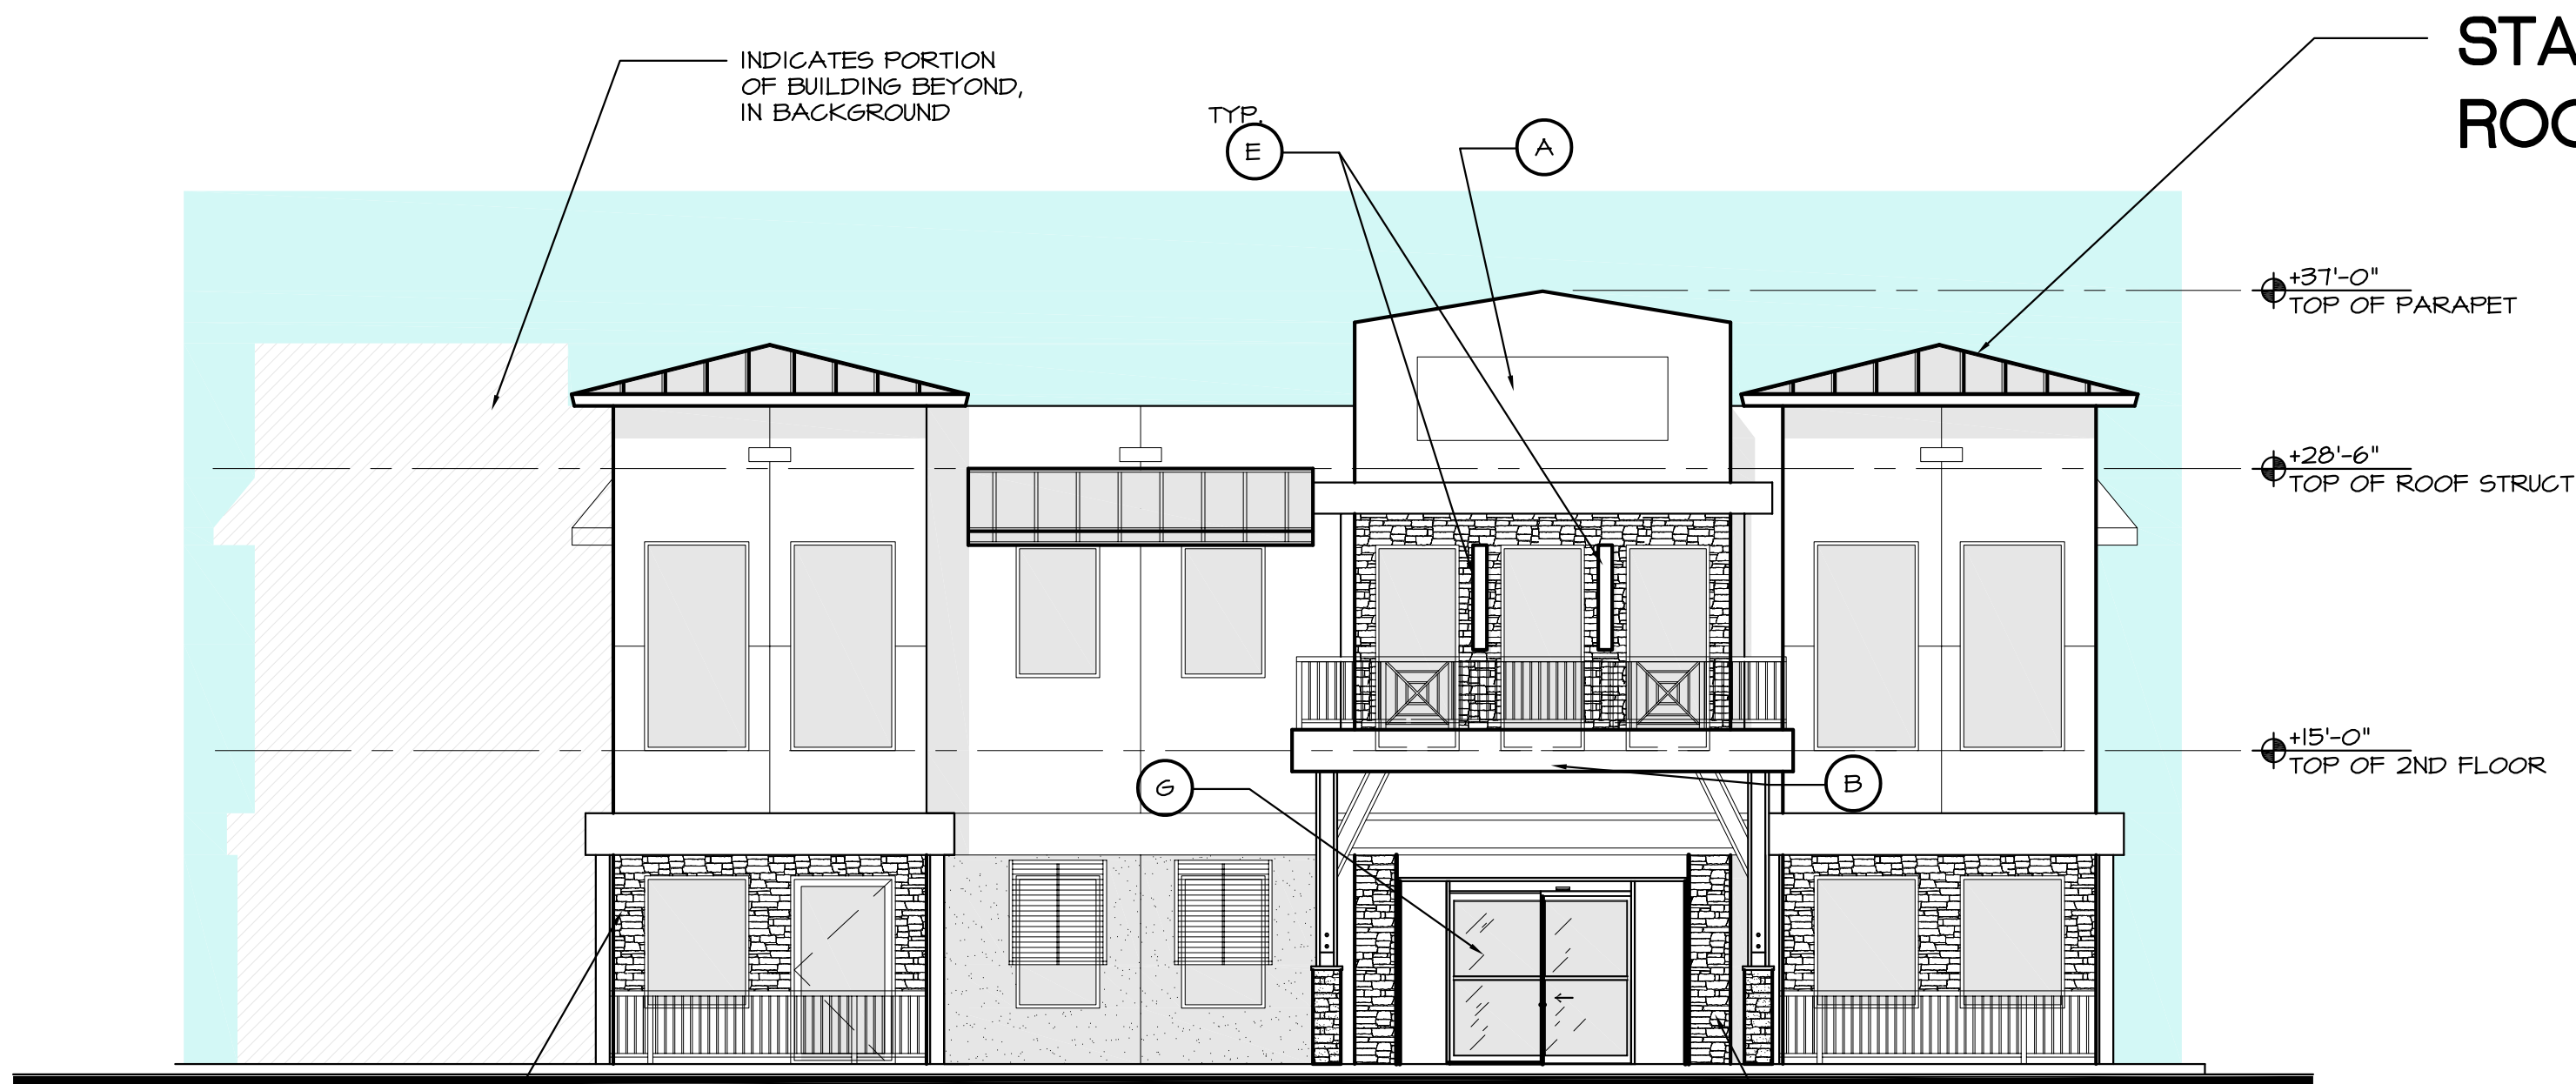 STA
ROO
INDICATES PORTION
OF BUILDING BEYOND,
IN BACKGROUND
TYP.
E
A
+37'-0"
TOP OF PARAPET
+28'-6"
TOP OF ROOF STRUCT
+15'-0"
TOP OF 2ND FLOOR
G
B